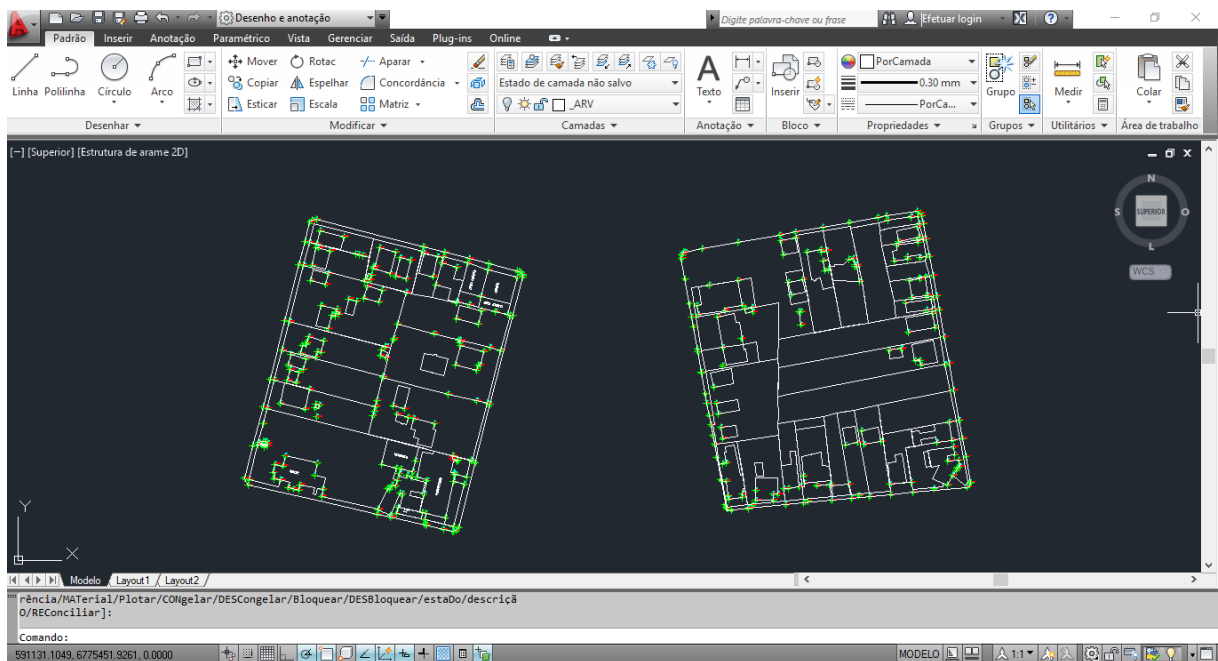 Desenho e anotação
Digite palavra-chave ou frase
Efetuar login
Padrão Inserir Anotação Paramétrico Vista Gerenciar Saída Plug-ins Online
Linha Polilinha Círculo Arco
Mover Rotac Aparar
Copiar Espelhar Concordância
Esticar Escala Matriz
Estado de camada não salvo
_ARV
Texto
Inserir
PorCamada
0.30 mm
PorCa...
Grupo
Medir
Colar
Desenhar Modificar Camadas Anotação Bloco Propriedades Grupos Utilitários Área de trabalho
[−] [Superior] [Estrutura de arame 2D]
N
S SUPERIOR O
L
WCS
Y
X
Modelo Layout1 Layout2
rência/MATerial/Plotar/CONgelar/DESCongelar/Bloquear/DESBloquear/estaDo/descriçã
O/REConciliar]:
Comando:
591131.1049, 6775451.9261, 0.0000
MODELO 1:1